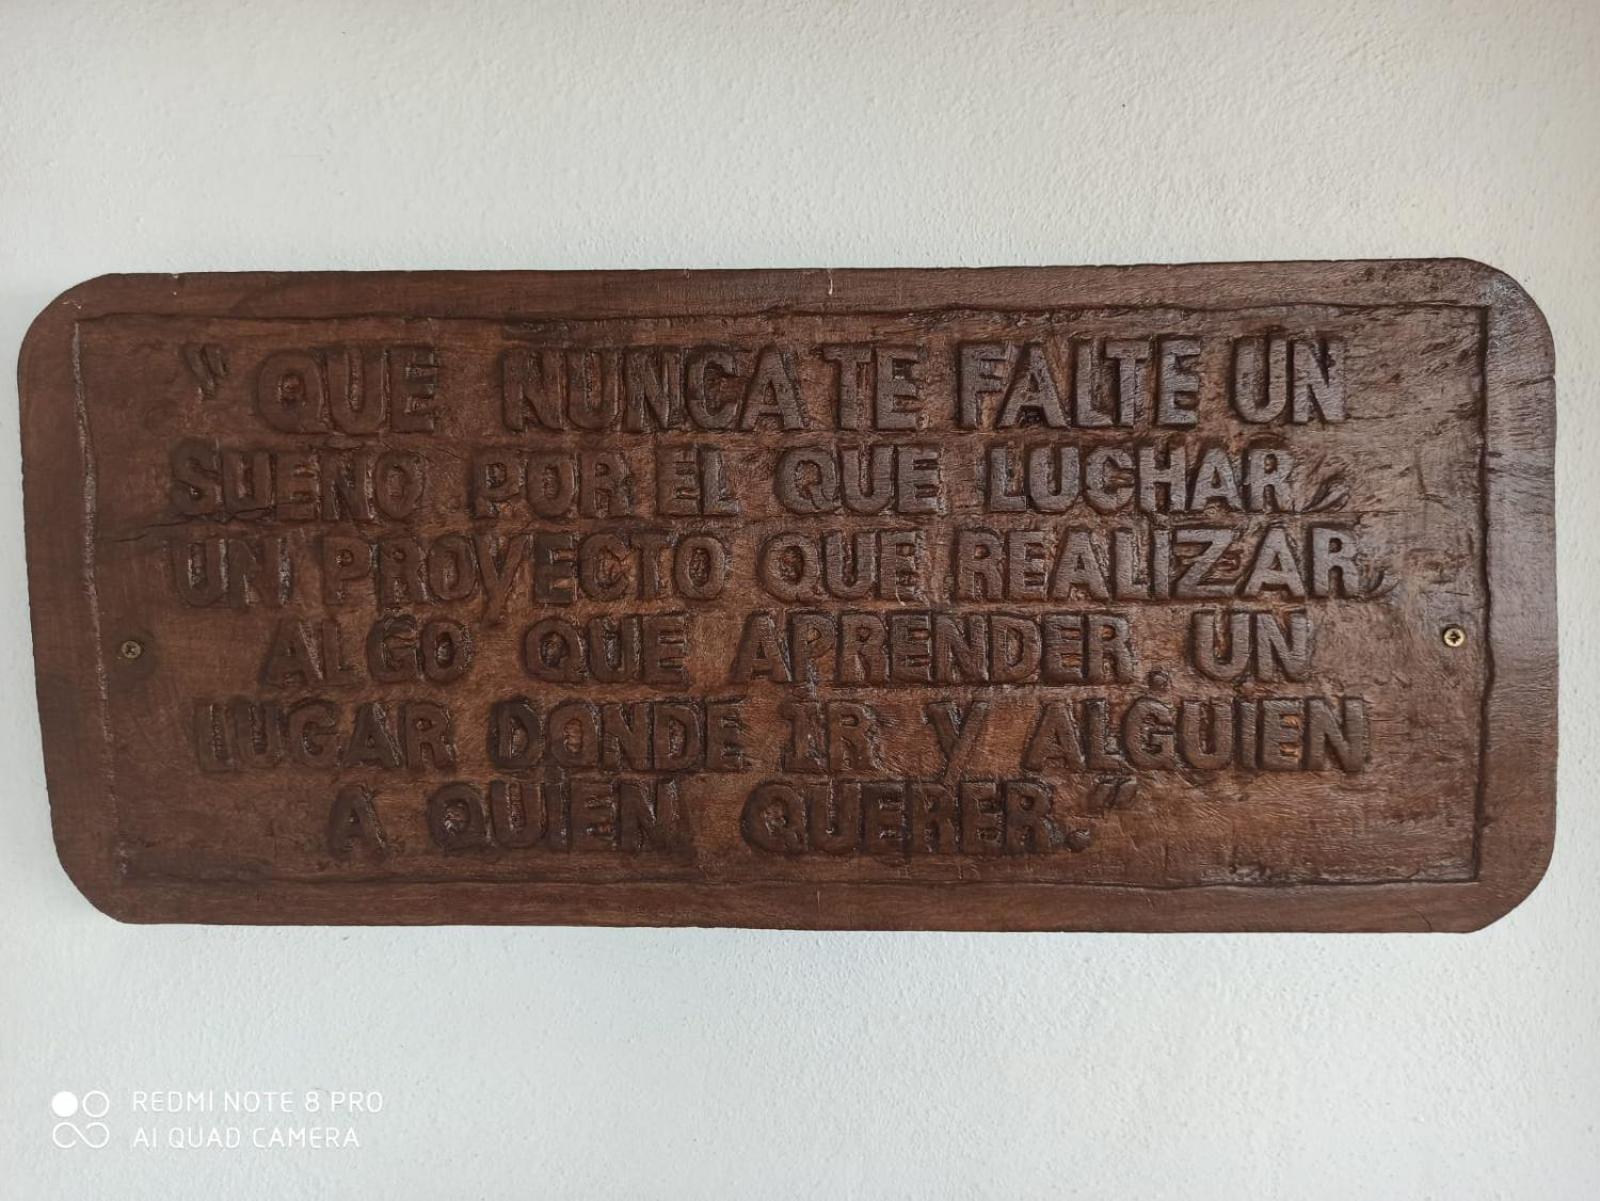 "QUE NUNCA TE FALTE UN
SUEÑO POR EL QUE LUCHAR,
UN PROYECTO QUE REALIZAR,
ALGO QUE APRENDER. UN
LUGAR DONDE IR Y ALGUIEN
A QUIEN QUERER."
REDMI NOTE 8 PRO
AI QUAD CAMERA